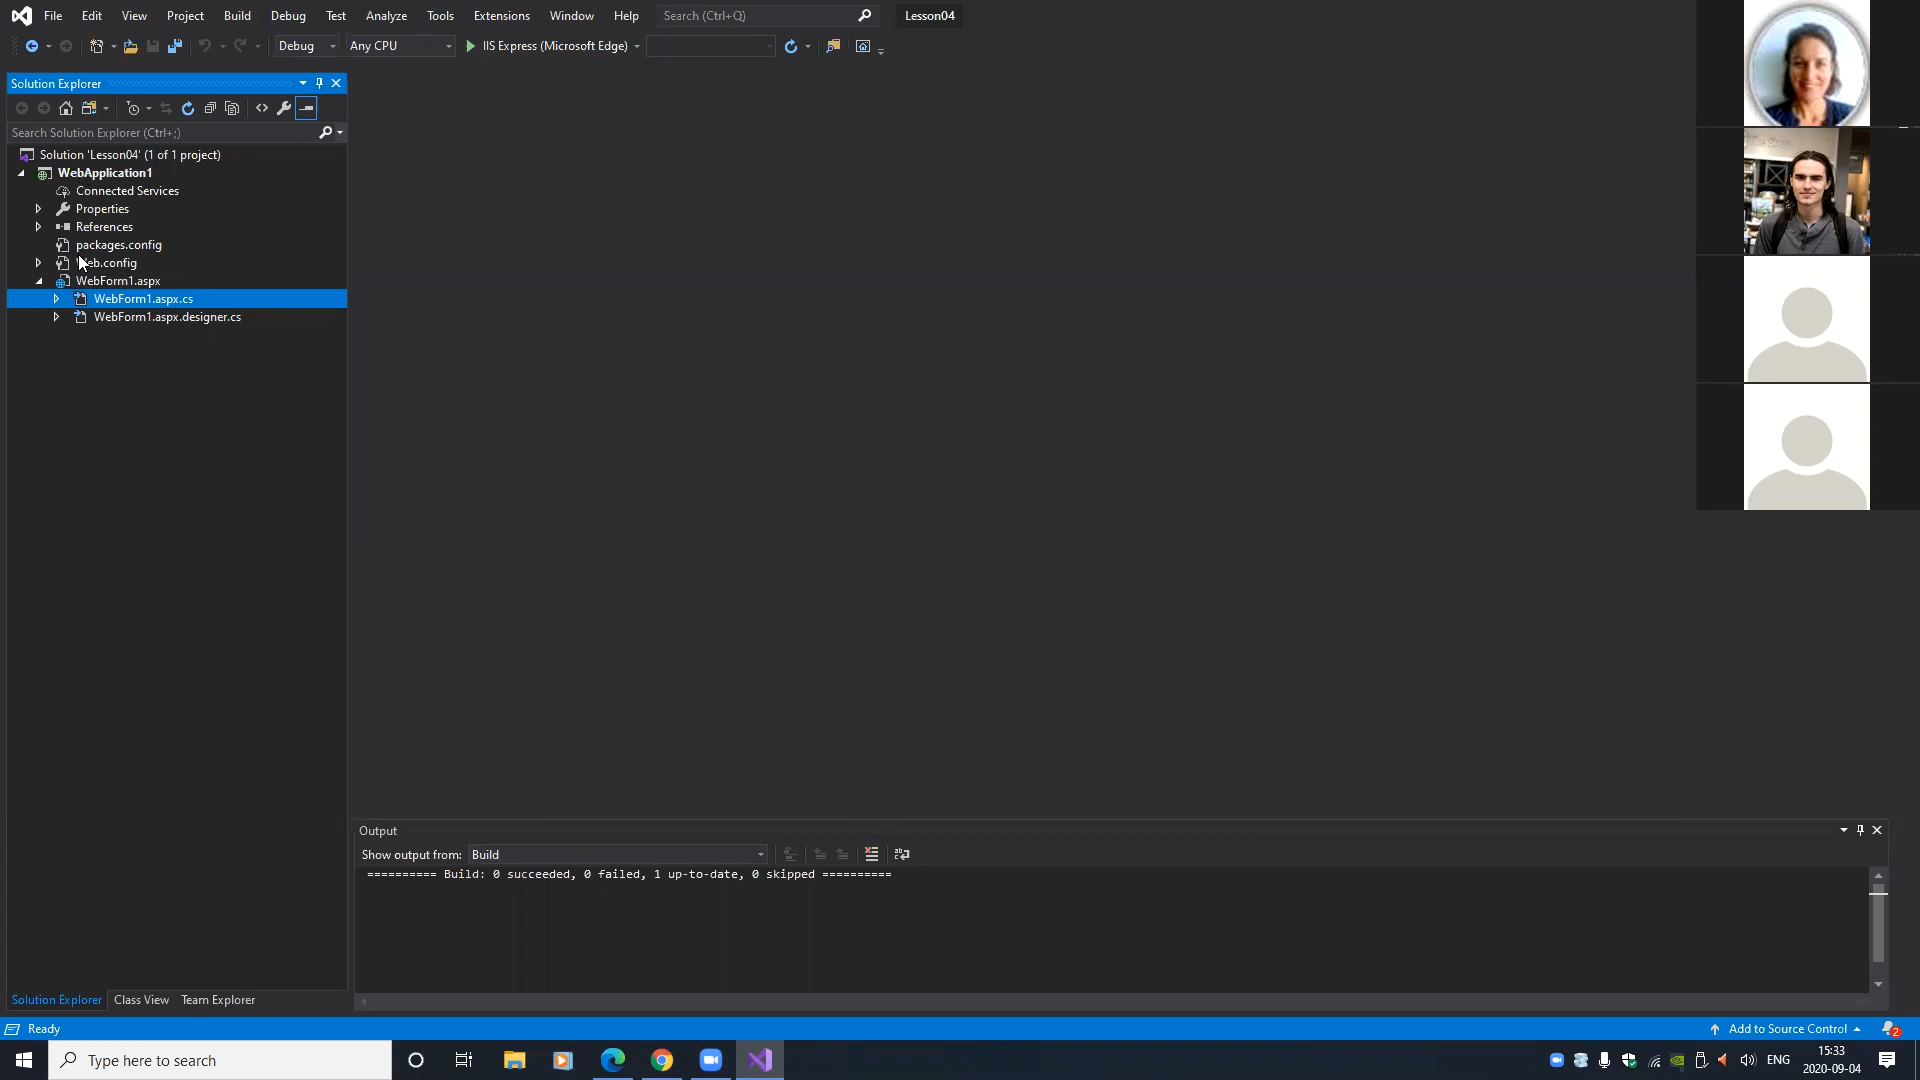 File Edit View Project Build Debug Test Analyze Tools Extensions Window Help Search (Ctrl+Q) Lesson04
Debug Any CPU IIS Express (Microsoft Edge)
Solution Explorer
Search Solution Explorer (Ctrl+;)
Solution 'Lesson04' (1 of 1 project)
WebApplication1
Connected Services
Properties
References
packages.config
Web.config
WebForm1.aspx
WebForm1.aspx.cs
WebForm1.aspx.designer.cs
Output
Show output from: Build
========== Build: 0 succeeded, 0 failed, 1 up-to-date, 0 skipped ==========
Solution Explorer Class View Team Explorer
Ready Add to Source Control 2
Type here to search ENG 15:33
2020-09-04